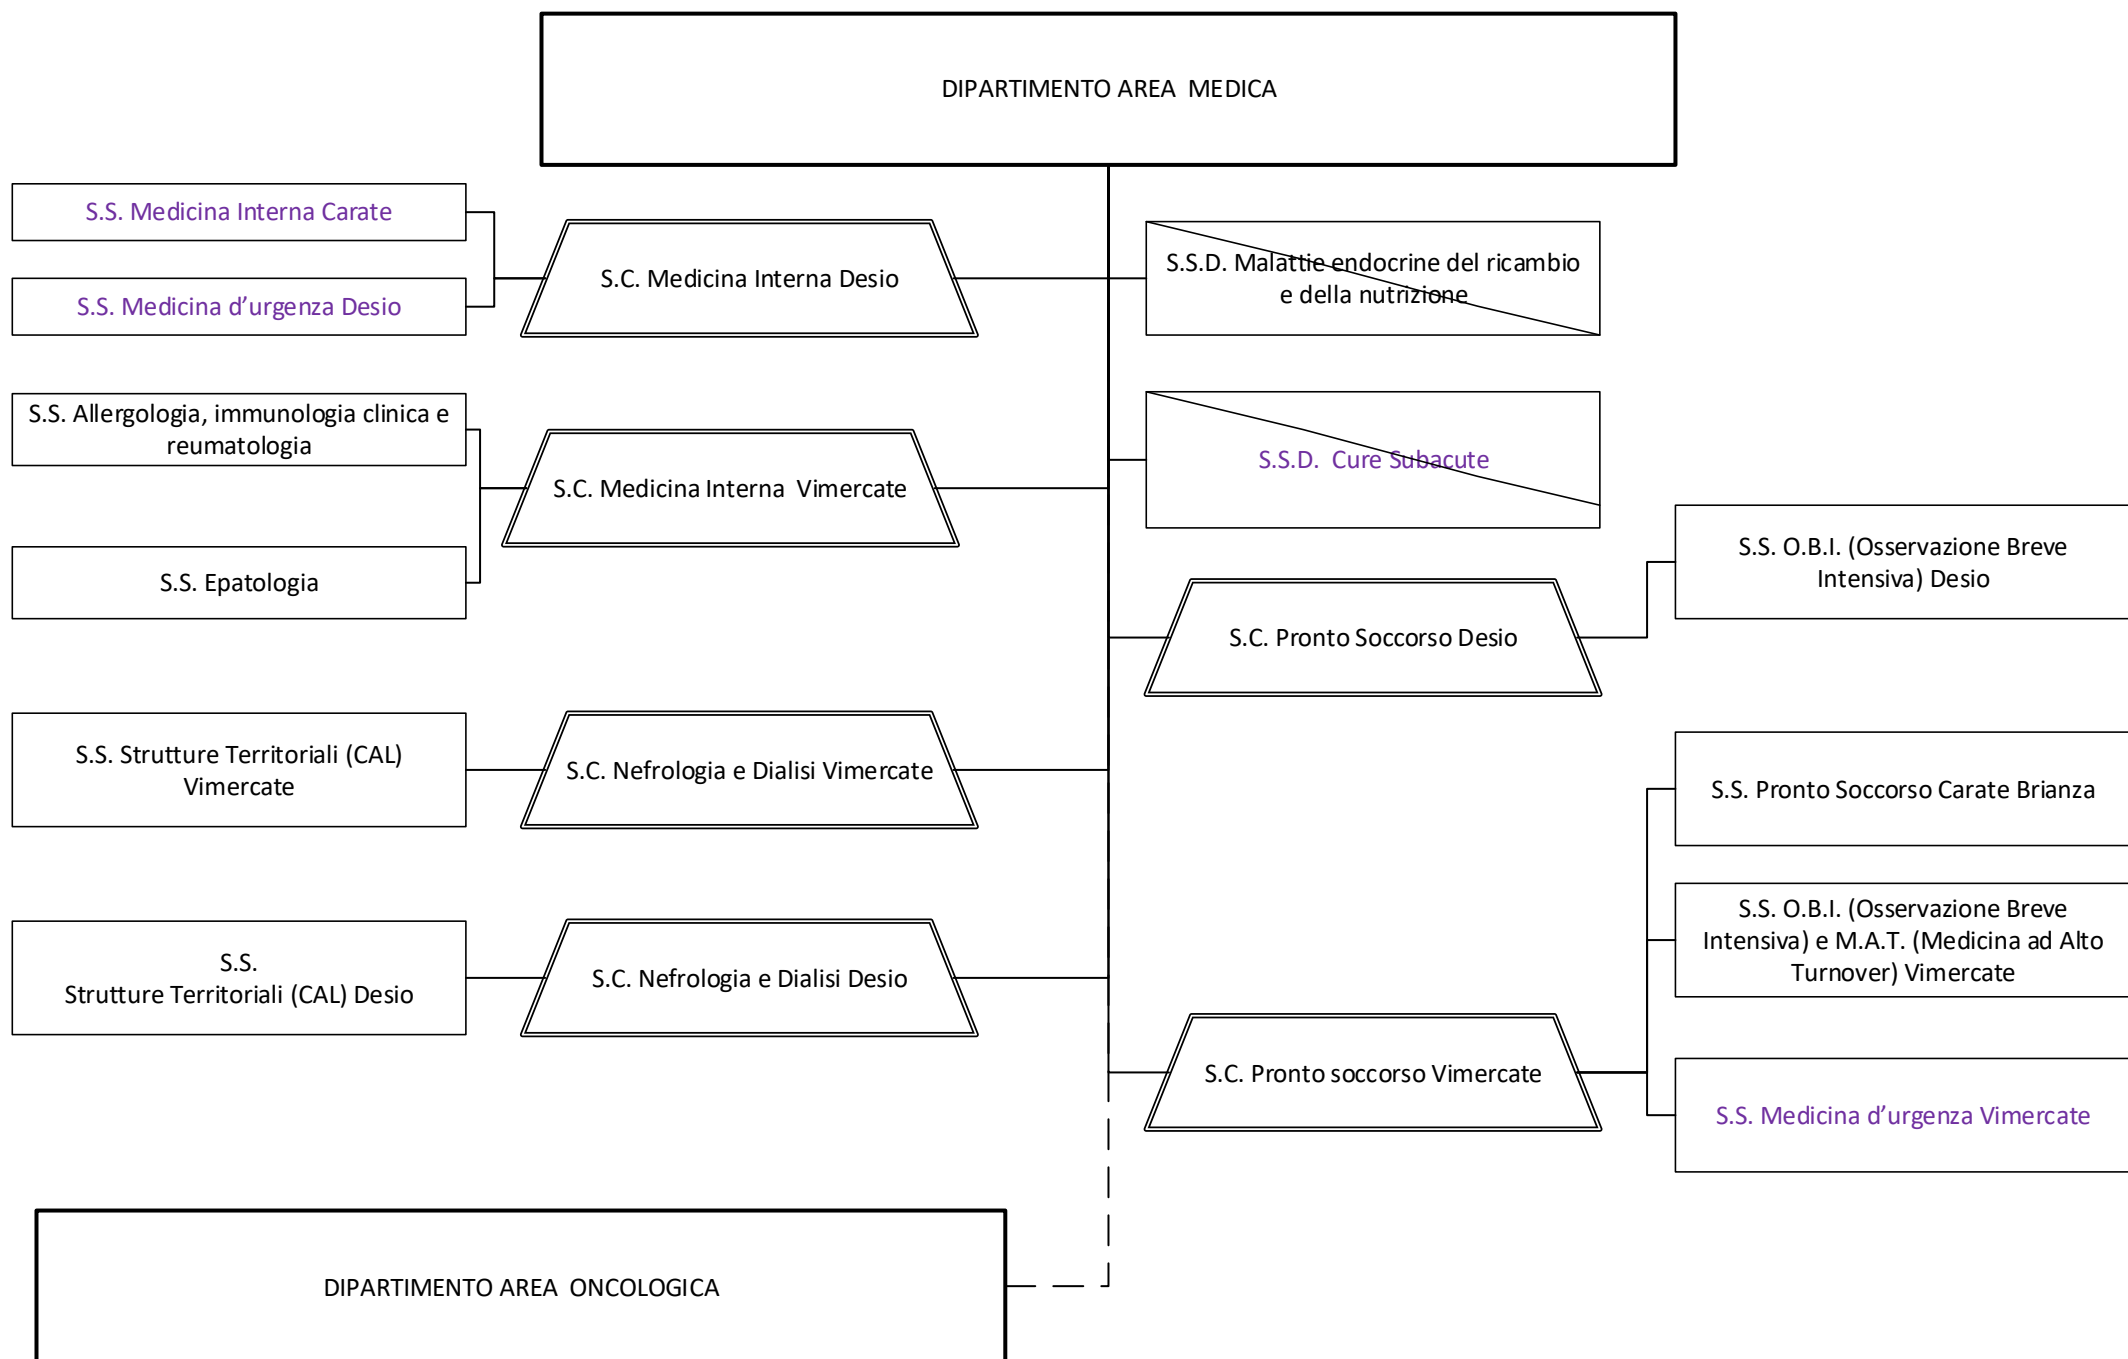 DIPARTIMENTO AREA  MEDICA
S.S. Medicina Interna Carate
S.S. Medicina d’urgenza Desio
S.C. Medicina Interna Desio
S.S.D. Malattie endocrine del ricambio
e della nutrizione
S.S. Allergologia, immunologia clinica e
reumatologia
S.S. Epatologia
S.C. Medicina Interna  Vimercate
S.S.D.  Cure Subacute
S.C. Pronto Soccorso Desio
S.S. O.B.I. (Osservazione Breve
Intensiva) Desio
S.S. Strutture Territoriali (CAL)
Vimercate
S.C. Nefrologia e Dialisi Vimercate
S.S.
Strutture Territoriali (CAL) Desio
S.C. Nefrologia e Dialisi Desio
S.C. Pronto soccorso Vimercate
S.S. Pronto Soccorso Carate Brianza
S.S. O.B.I. (Osservazione Breve
Intensiva) e M.A.T. (Medicina ad Alto
Turnover) Vimercate
S.S. Medicina d’urgenza Vimercate
DIPARTIMENTO AREA  ONCOLOGICA